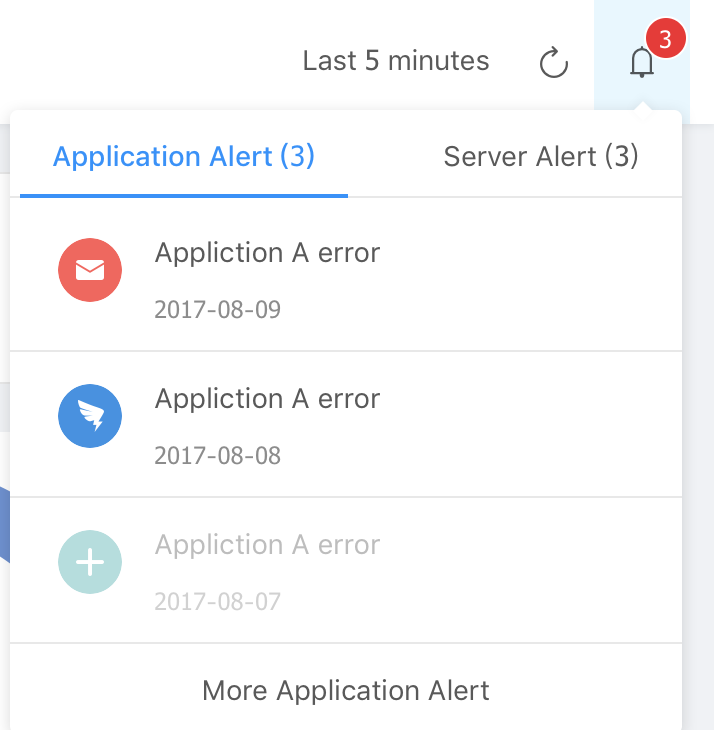 Last 5 minutes
3
Application Alert (3)
Server Alert (3)
Appliction A error
2017-08-09
Appliction A error
2017-08-08
Appliction A error
2017-08-07
More Application Alert